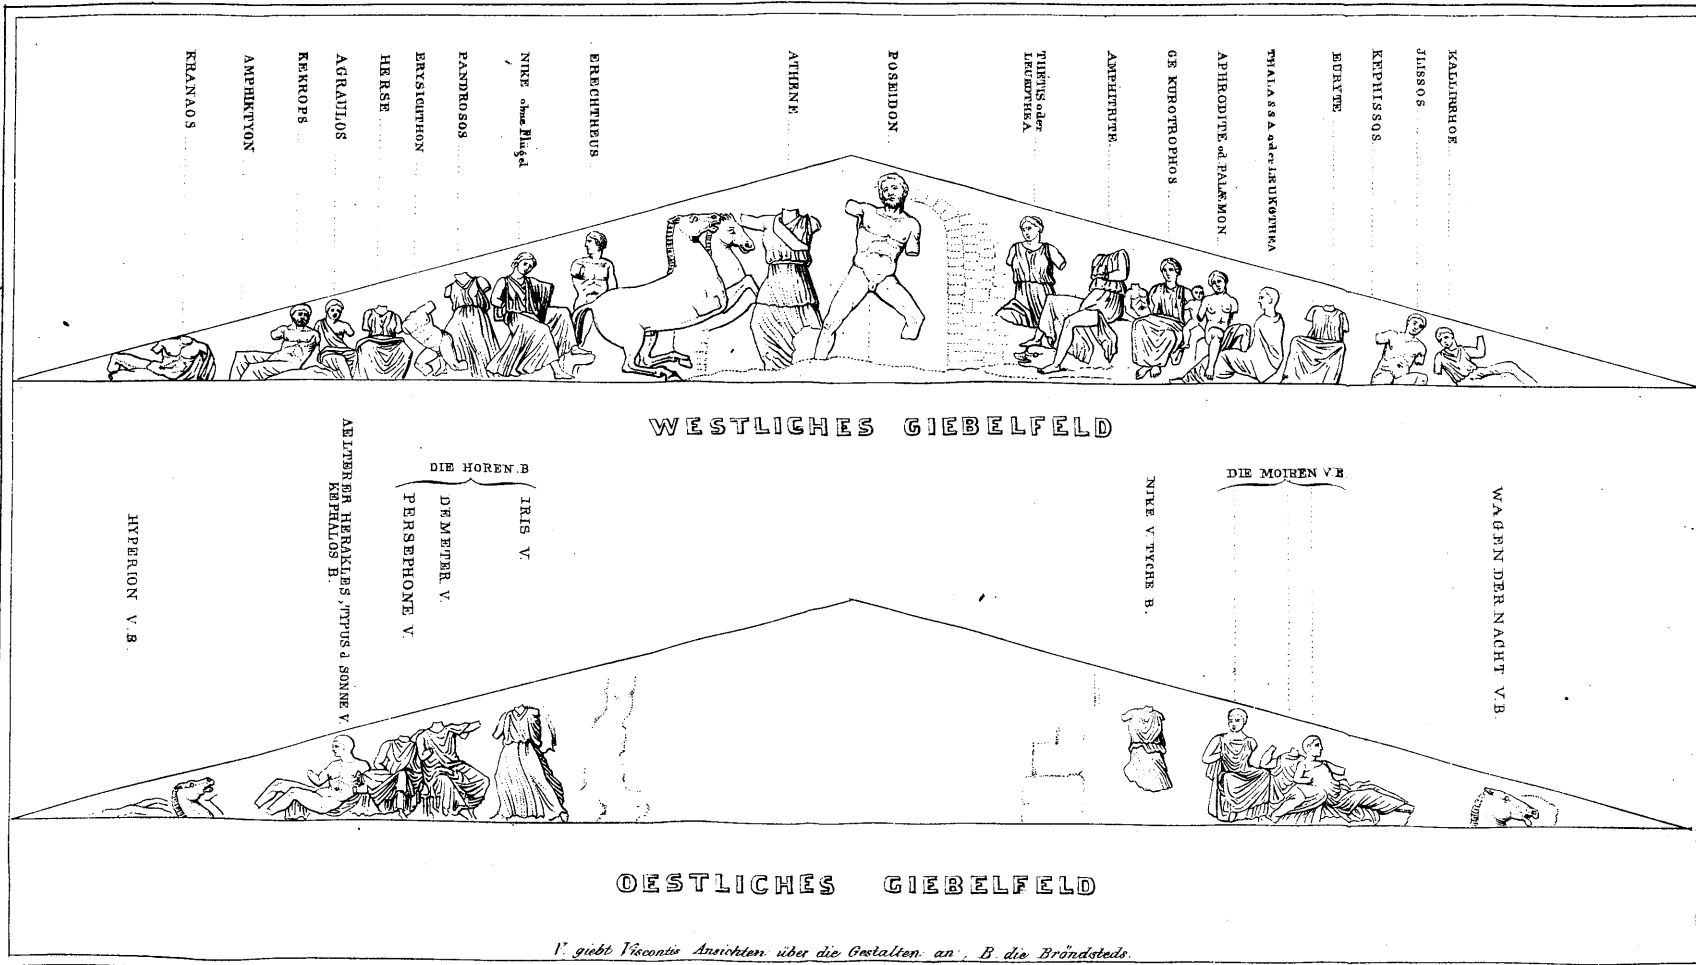 KRANAOS
AMPHIKTYON
KEKROPS
AGRAULOS
HERSE
ERYSICHTHON
PANDROSOS
NIKE ohne Flügel
ERECHTHEUS
ATHENE
POSEIDON
THETIS oder
LEUKOTHEA
AMPHITRITE
GE KUROTROPHOS
APHRODITE od. PALÆMON
THALASSA oder LEUKOTHEA
EURYTE
KEPHISSOS
JLISSOS
KALLIRRHOE
WESTLICHES GIEBELFELD
HYPERION V. B.
AELTERER HERAKLES, TYPUS d SONNE V.
KEPHALOS B.
DIE HOREN. B
PERSEPHONE V.
DEMETER V.
IRIS V.
NIKE V TYCHE B.
DIE MOIREN V. B
WAGEN DER NACHT V. B.
OESTLICHES GIEBELFELD
V. giebt Viscontis Ansichten über die Gestalten an, B. die Bröndsteds.